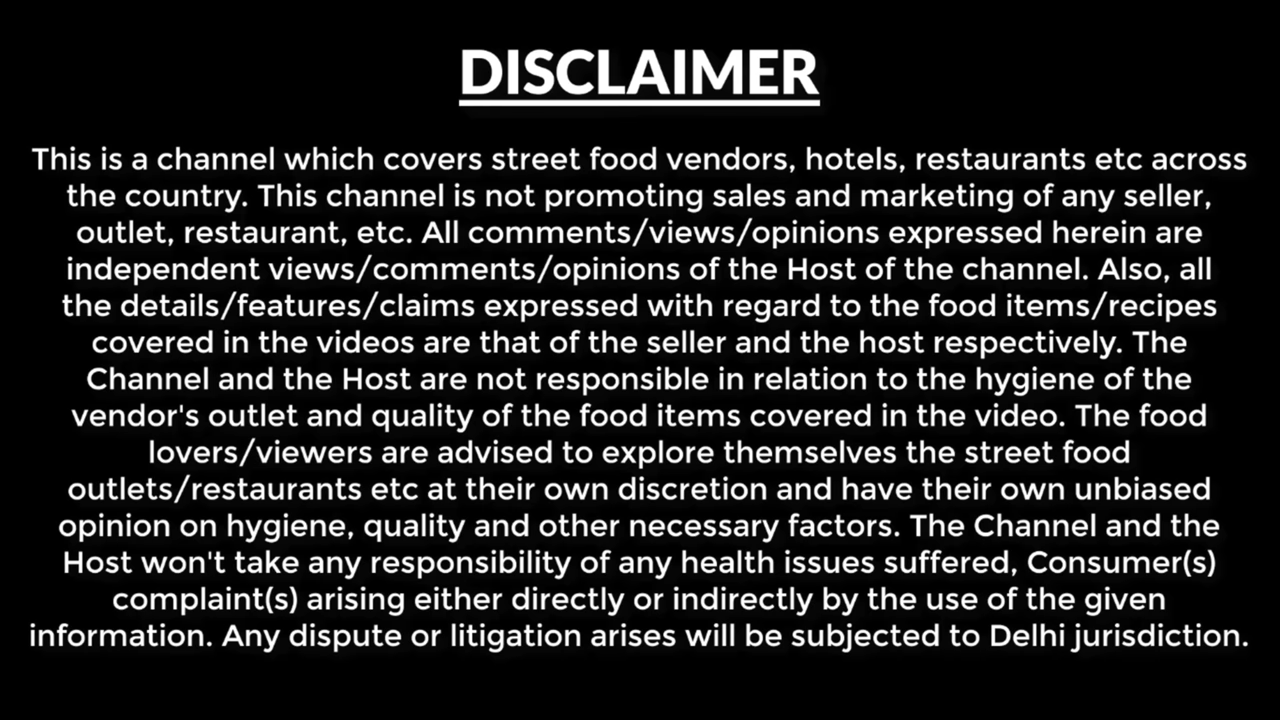 DISCLAIMER
This is a channel which covers street food vendors, hotels, restaurants etc across
the country. This channel is not promoting sales and marketing of any seller,
outlet, restaurant, etc. All comments/views/opinions expressed herein are
independent views/comments/opinions of the Host of the channel. Also, all
the details/features/claims expressed with regard to the food items/recipes
covered in the videos are that of the seller and the host respectively. The
Channel and the Host are not responsible in relation to the hygiene of the
vendor's outlet and quality of the food items covered in the video. The food
lovers/viewers are advised to explore themselves the street food
outlets/restaurants etc at their own discretion and have their own unbiased
opinion on hygiene, quality and other necessary factors. The Channel and the
Host won't take any responsibility of any health issues suffered, Consumer(s)
complaint(s) arising either directly or indirectly by the use of the given
information. Any dispute or litigation arises will be subjected to Delhi jurisdiction.